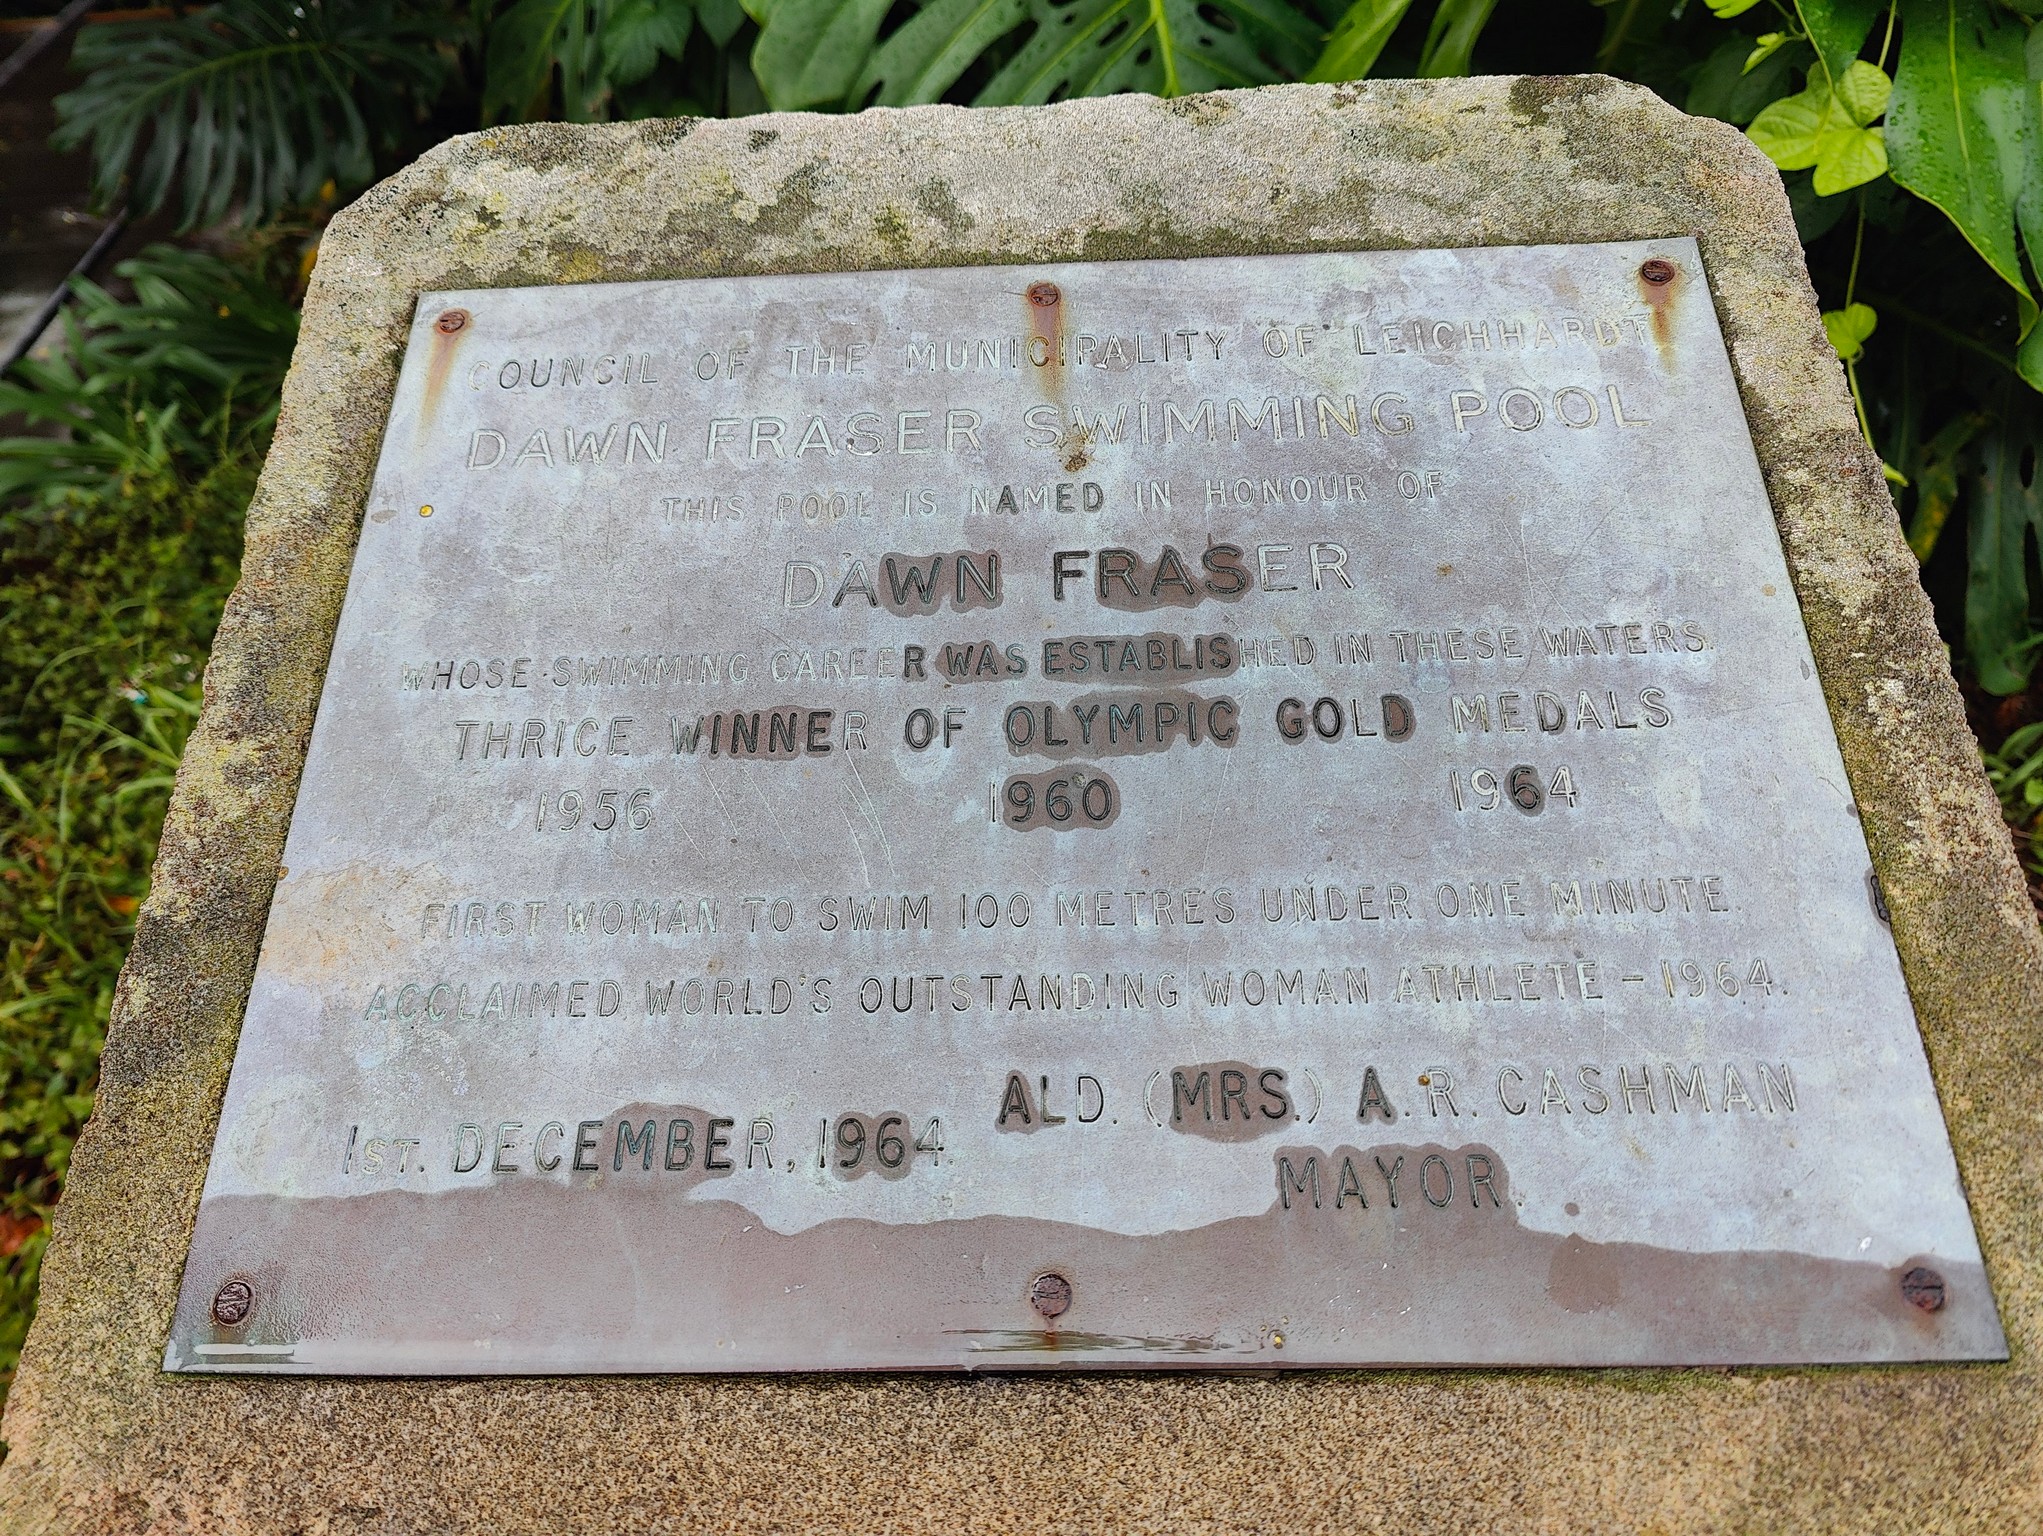 COUNCIL OF THE MUNICIPALITY OF LEICHHARDT
DAWN FRASER SWIMMING POOL
THIS POOL IS NAMED IN HONOUR OF
DAWN FRASER
WHOSE SWIMMING CAREER WAS ESTABLISHED IN THESE WATERS.
THRICE WINNER OF OLYMPIC GOLD MEDALS
1956 1960 1964
FIRST WOMAN TO SWIM 100 METRES UNDER ONE MINUTE.
ACCLAIMED WORLD'S OUTSTANDING WOMAN ATHLETE – 1964.
1ST. DECEMBER, 1964.
ALD. (MRS.) A.R. CASHMAN
MAYOR